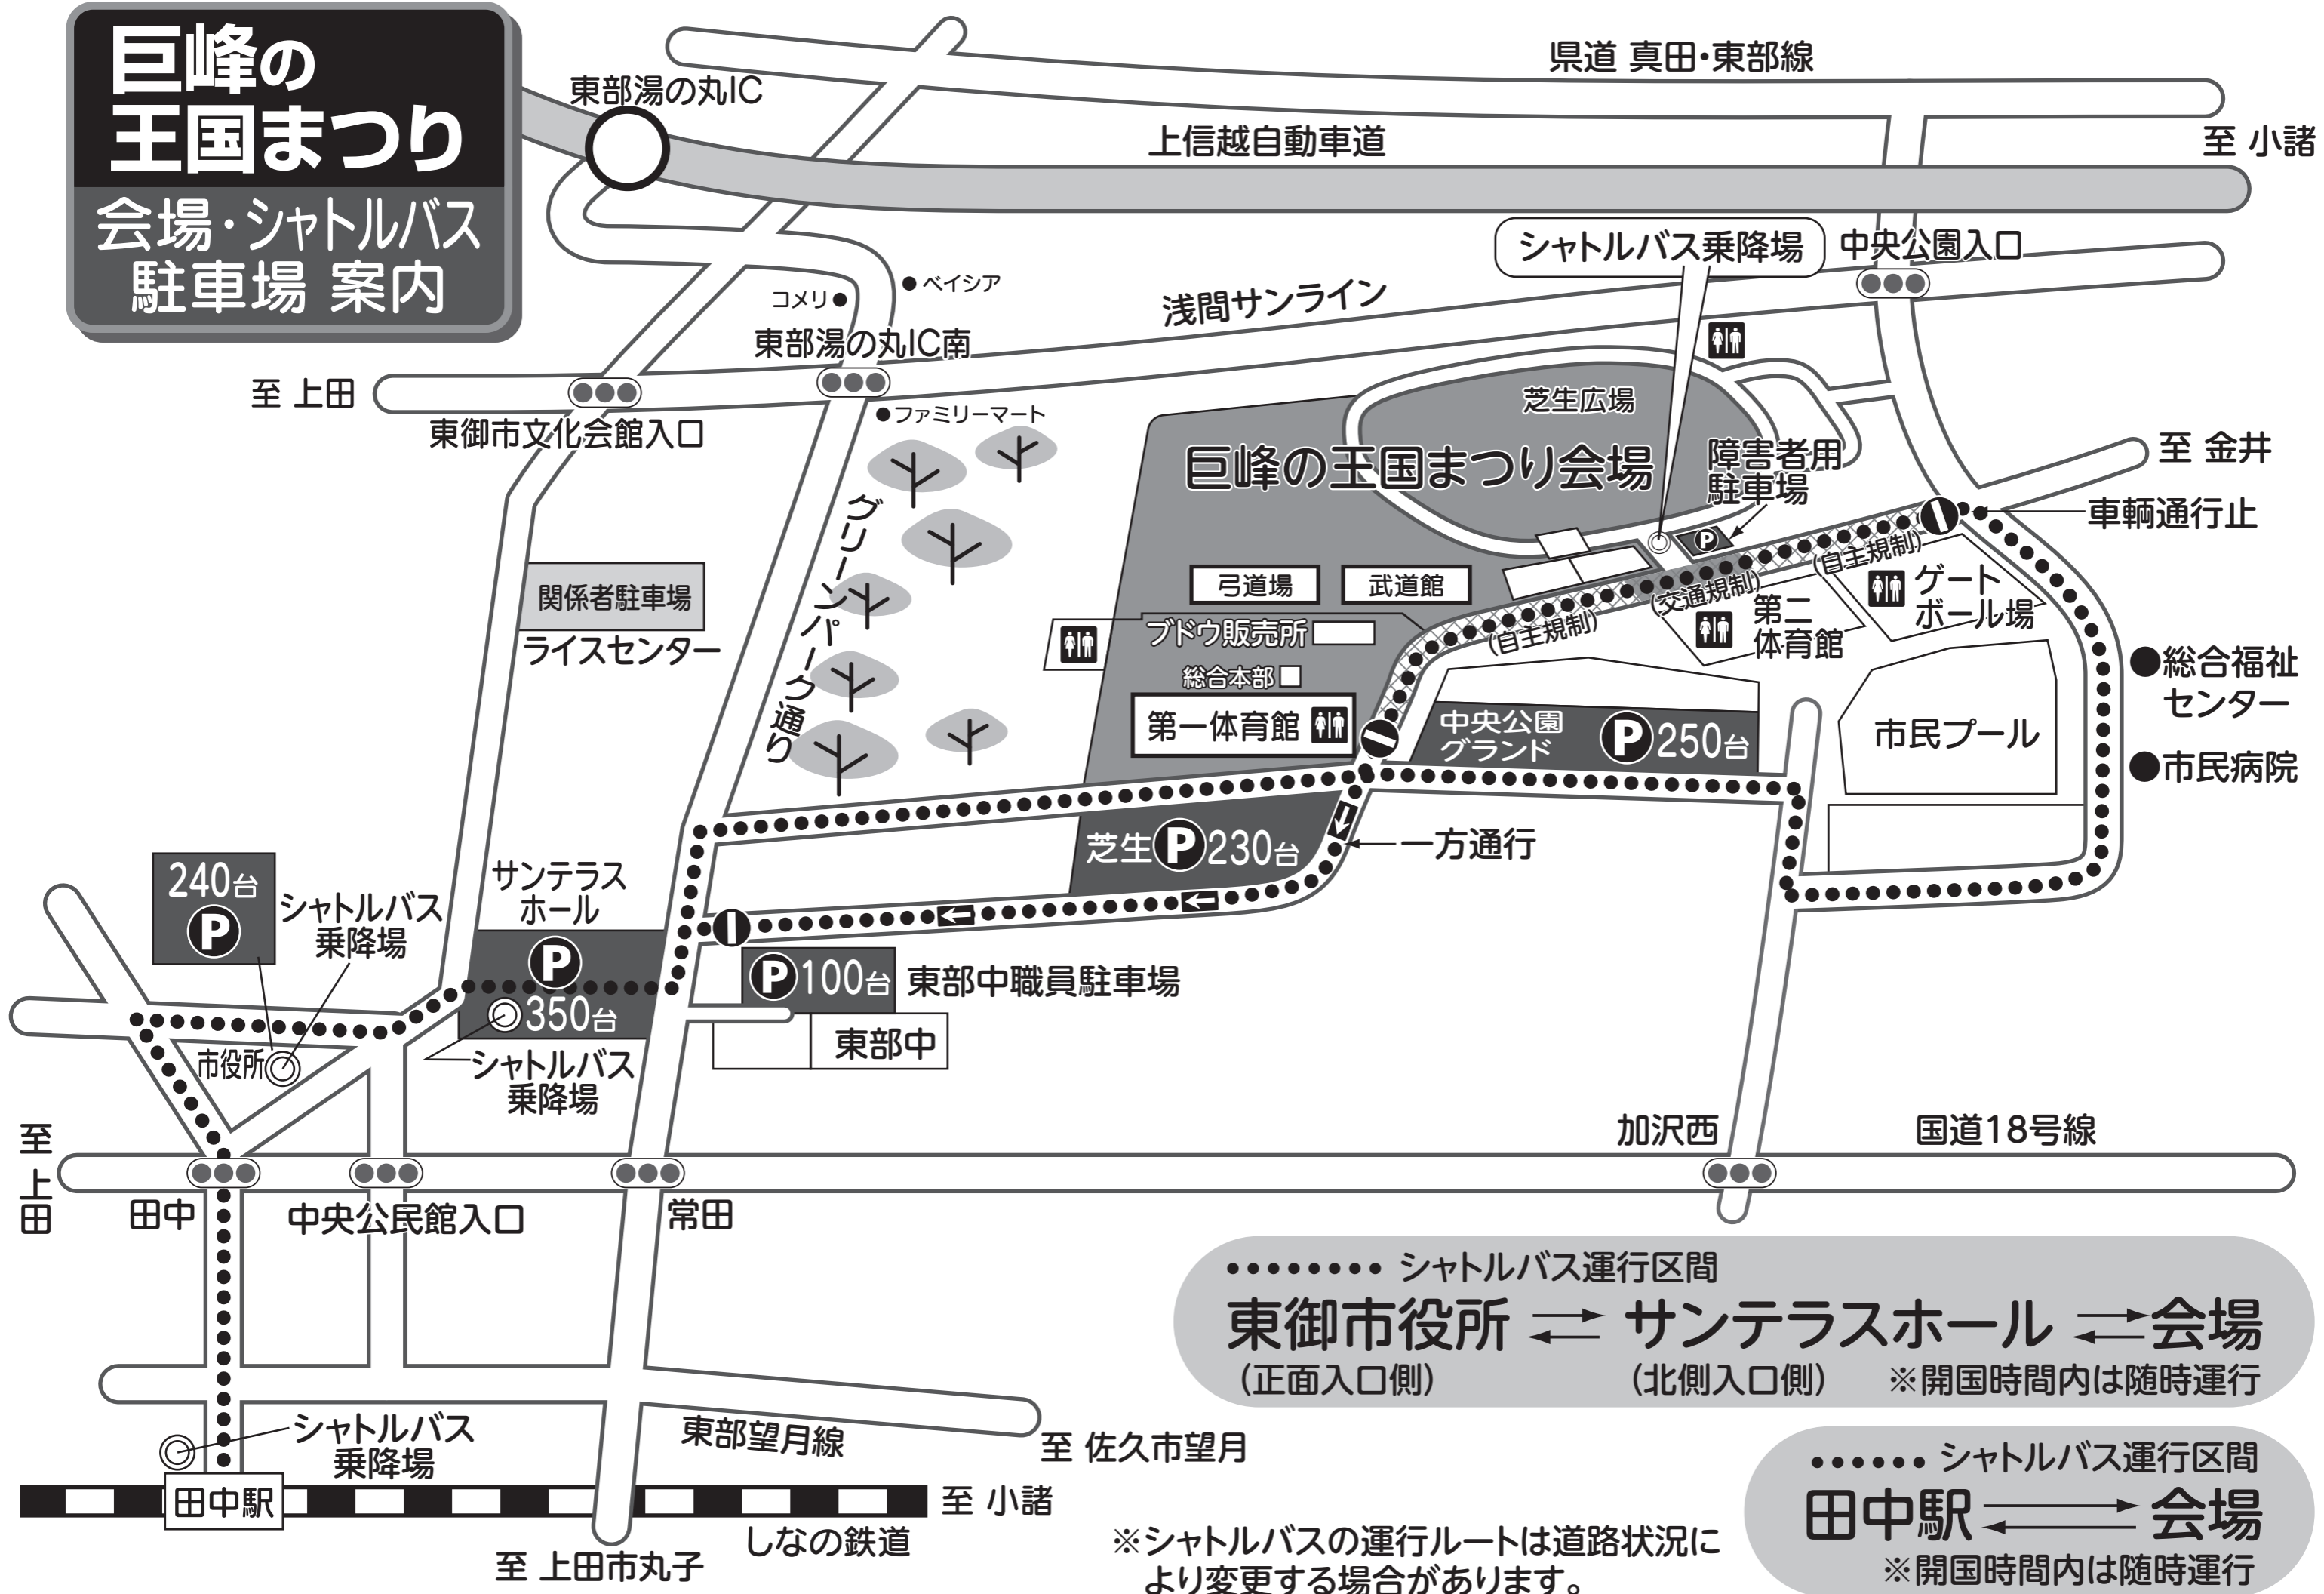 巨峰の
王国まつり
会場・シャトルバス
駐車場 案内
県道 真田・東部線
東部湯の丸IC
上信越自動車道
至 小諸
シャトルバス乗降場
中央公園入口
コメリ
ベイシア
浅間サンライン
東部湯の丸IC南
至 上田
ファミリーマート
東御市文化会館入口
芝生広場
巨峰の王国まつり会場
障害者用
駐車場
P
至 金井
車輌通行止
グリーンパーク通り
関係者駐車場
ライスセンター
弓道場
武道館
(自主規制)
(交通規制)
(自主規制)
ゲート
ボール場
第二
体育館
ブドウ販売所
総合本部
第一体育館
総合福祉
センター
中央公園
グランド
P250台
市民プール
市民病院
芝生P230台
一方通行
240台
P
シャトルバス
乗降場
サンテラス
ホール
P
350台
P100台
東部中職員駐車場
東部中
市役所
シャトルバス
乗降場
至 上田
田中
中央公民館入口
常田
加沢西
国道18号線
シャトルバス運行区間
東御市役所 ⇄ サンテラスホール ⇄ 会場
(正面入口側)
(北側入口側)
※開国時間内は随時運行
シャトルバス
乗降場
東部望月線
至 佐久市望月
田中駅
至 小諸
しなの鉄道
至 上田市丸子
シャトルバス運行区間
田中駅 ⇄ 会場
※開国時間内は随時運行
※シャトルバスの運行ルートは道路状況に
より変更する場合があります。